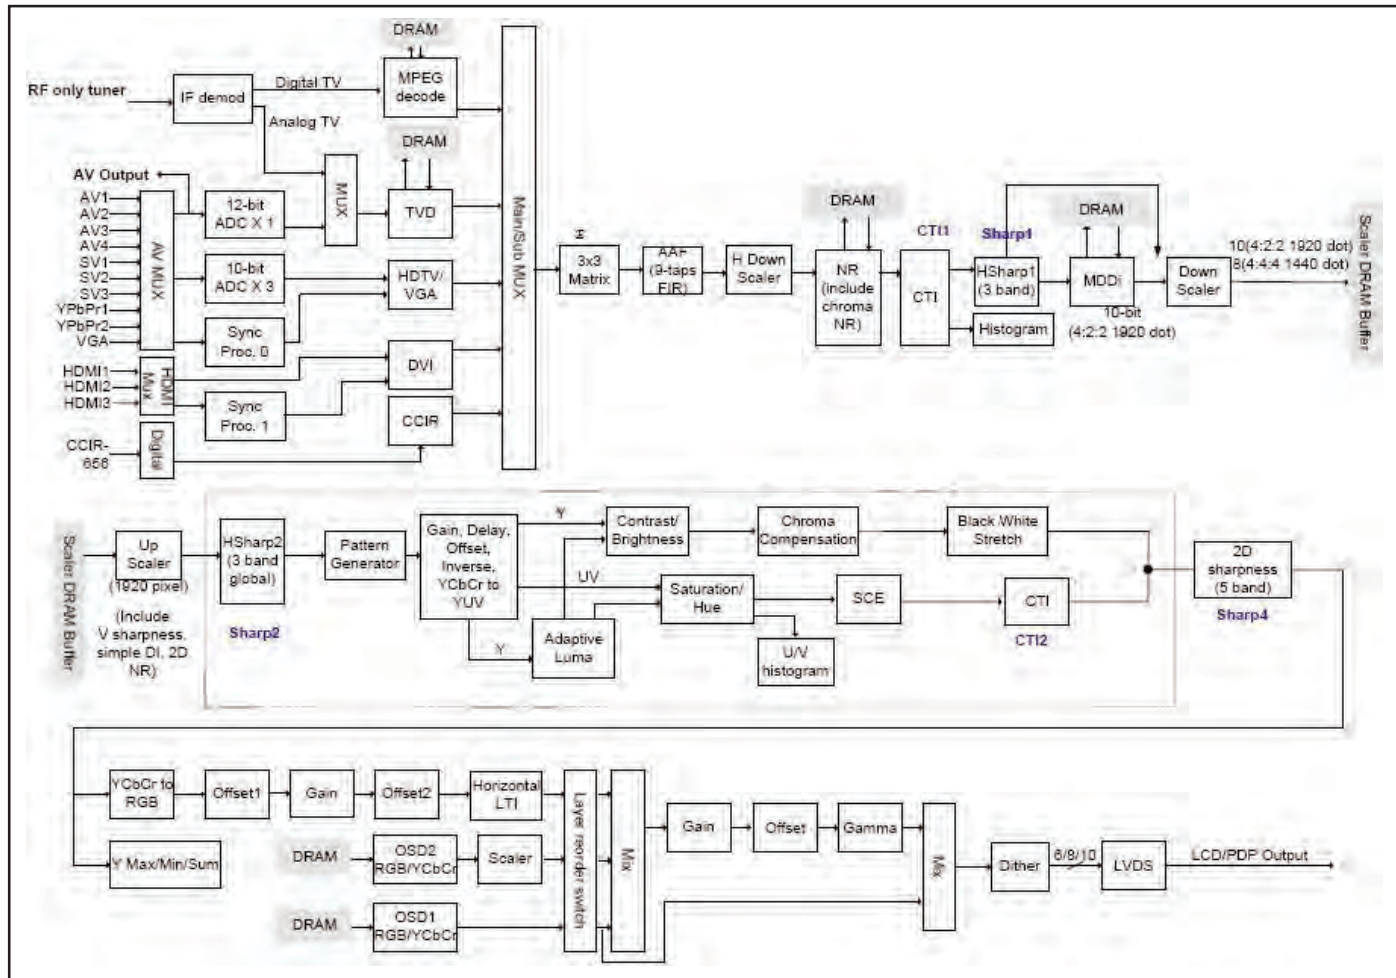 DRAM
RF only tuner
IF demod
Digital TV
MPEG
decode
Analog TV
DRAM
AV Output
AV1
AV2
AV3
AV4
SV1
SV2
SV3
YPbPr1
YPbPr2
VGA
AV MUX
12-bit
ADC X 1
MUX
TVD
10-bit
ADC X 3
HDTV/
VGA
Sync
Proc. 0
HDMI1
HDMI2
HDMI3
HDMI
Mux
DVI
Sync
Proc. 1
CCIR
CCIR-
656
Digital
Main/Sub MUX
3x3
Matrix
AAF
(9-taps
FIR)
H Down
Scaler
DRAM
NR
(include
chroma
NR)
CTI1
CTI
Sharp1
HSharp1
(3 band)
Histogram
DRAM
MDDi
10-bit
(4:2:2 1920 dot)
Down
Scaler
10(4:2:2 1920 dot)
8(4:4:4 1440 dot)
Scaler DRAM Buffer
Scaler DRAM Buffer
Up
Scaler
(1920 pixel)
(Include
V sharpness,
simple DI, 2D
NR)
HSharp2
(3 band
global)
Sharp2
Pattern
Generator
Gain, Delay,
Offset,
Inverse,
YCbCr to
YUV
Y
UV
Y
Contrast/
Brightness
Chroma
Compensation
Black White
Stretch
Saturation/
Hue
SCE
CTI
CTI2
Adaptive
Luma
U/V
histogram
2D
sharpness
(5 band)
Sharp4
YCbCr to
RGB
Offset1
Gain
Offset2
Horizontal
LTI
Y Max/Min/Sum
DRAM
OSD2
RGB/YCbCr
Scaler
DRAM
OSD1
RGB/YCbCr
Layer reorder switch
Mix
Gain
Offset
Gamma
Mix
Dither
6/8/10
LVDS
LCD/PDP Output